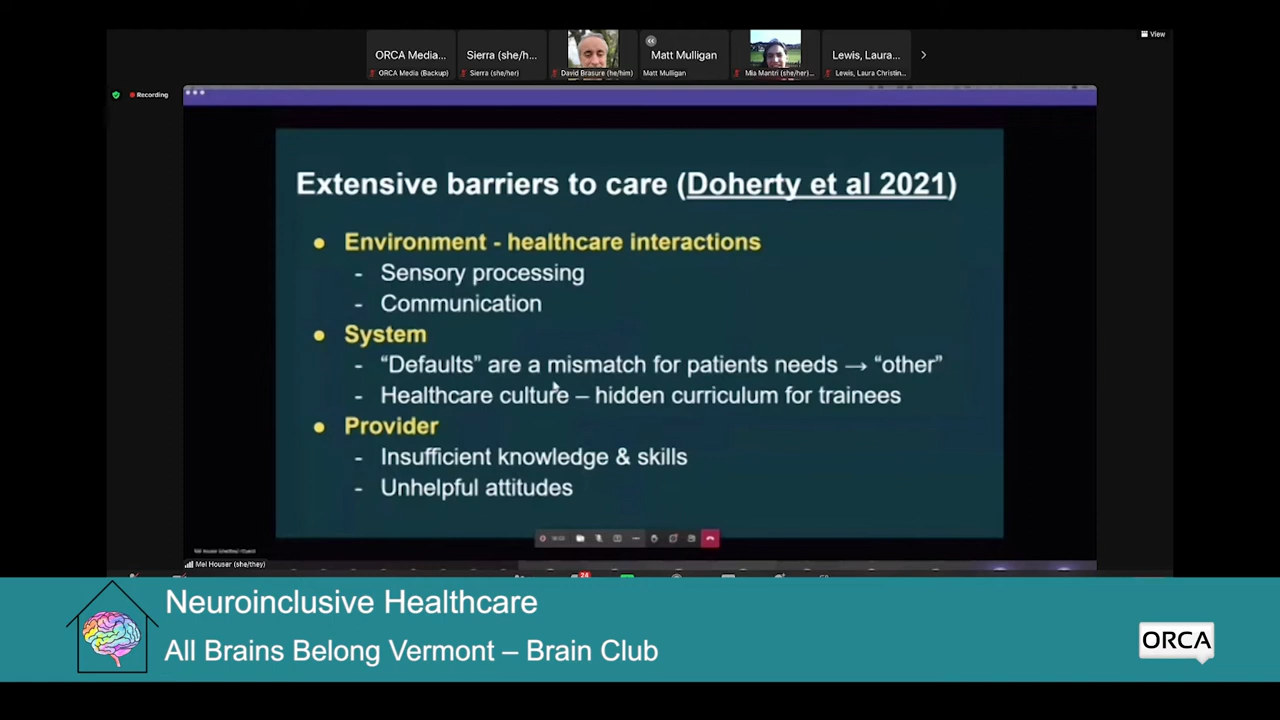 View
ORCA Media...
Sierra (she/h...
Matt Mulligan
Lewis, Laura...
ORCA Media (Backup)
Sierra (she/her)
David Brasure (he/him)
Matt Mulligan
Mia Mantri (she/her)...
Lewis, Laura Christin...
Recording
Extensive barriers to care (Doherty et al 2021)
● Environment - healthcare interactions
- Sensory processing
- Communication
● System
- “Defaults” are a mismatch for patients needs → “other”
- Healthcare culture – hidden curriculum for trainees
● Provider
- Insufficient knowledge & skills
- Unhelpful attitudes
Mel Houser (she/they)
24
Neuroinclusive Healthcare
All Brains Belong Vermont – Brain Club
ORCA